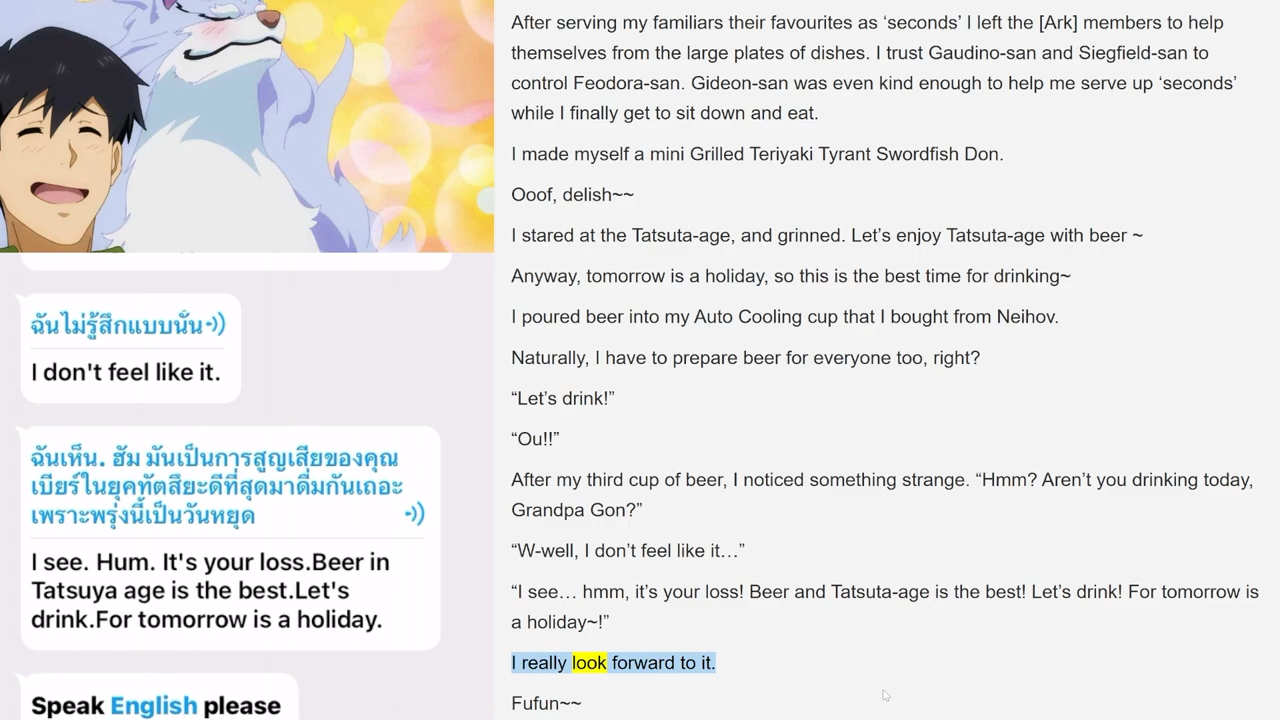 ฉันไม่รู้สึกแบบนั้น
I don't feel like it.
ฉันเห็น. ฮัม มันเป็นการสูญเสียของคุณ
เบียร์ในยุคทัตสึยะดีที่สุดมาดื่มกันเถอะ
เพราะพรุ่งนี้เป็นวันหยุด
I see. Hum. It's your loss.Beer in
Tatsuya age is the best.Let's
drink.For tomorrow is a holiday.
Speak English please
After serving my familiars their favourites as ‘seconds’ I left the [Ark] members to help
themselves from the large plates of dishes. I trust Gaudino-san and Siegfield-san to
control Feodora-san. Gideon-san was even kind enough to help me serve up ‘seconds’
while I finally get to sit down and eat.
I made myself a mini Grilled Teriyaki Tyrant Swordfish Don.
Ooof, delish~~
I stared at the Tatsuta-age, and grinned. Let’s enjoy Tatsuta-age with beer ~
Anyway, tomorrow is a holiday, so this is the best time for drinking~
I poured beer into my Auto Cooling cup that I bought from Neihov.
Naturally, I have to prepare beer for everyone too, right?
“Let’s drink!”
“Ou!!”
After my third cup of beer, I noticed something strange. “Hmm? Aren’t you drinking today,
Grandpa Gon?”
“W-well, I don’t feel like it…”
“I see… hmm, it’s your loss! Beer and Tatsuta-age is the best! Let’s drink! For tomorrow is
a holiday~!”
I really look forward to it.
Fufun~~